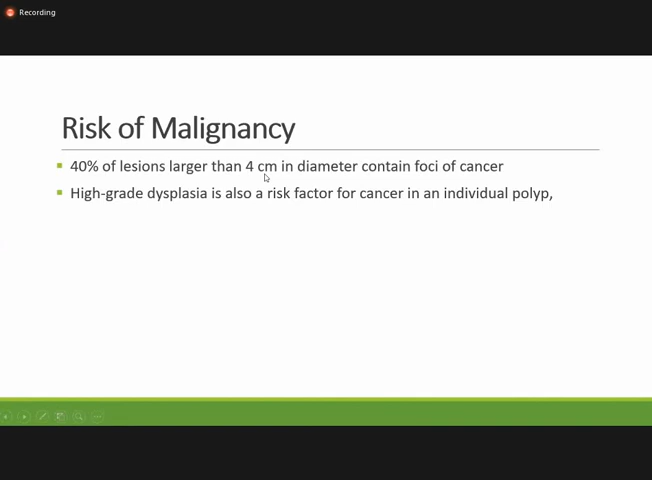 Recording
Risk of Malignancy
40% of lesions larger than 4 cm in diameter contain foci of cancer
High-grade dysplasia is also a risk factor for cancer in an individual polyp,